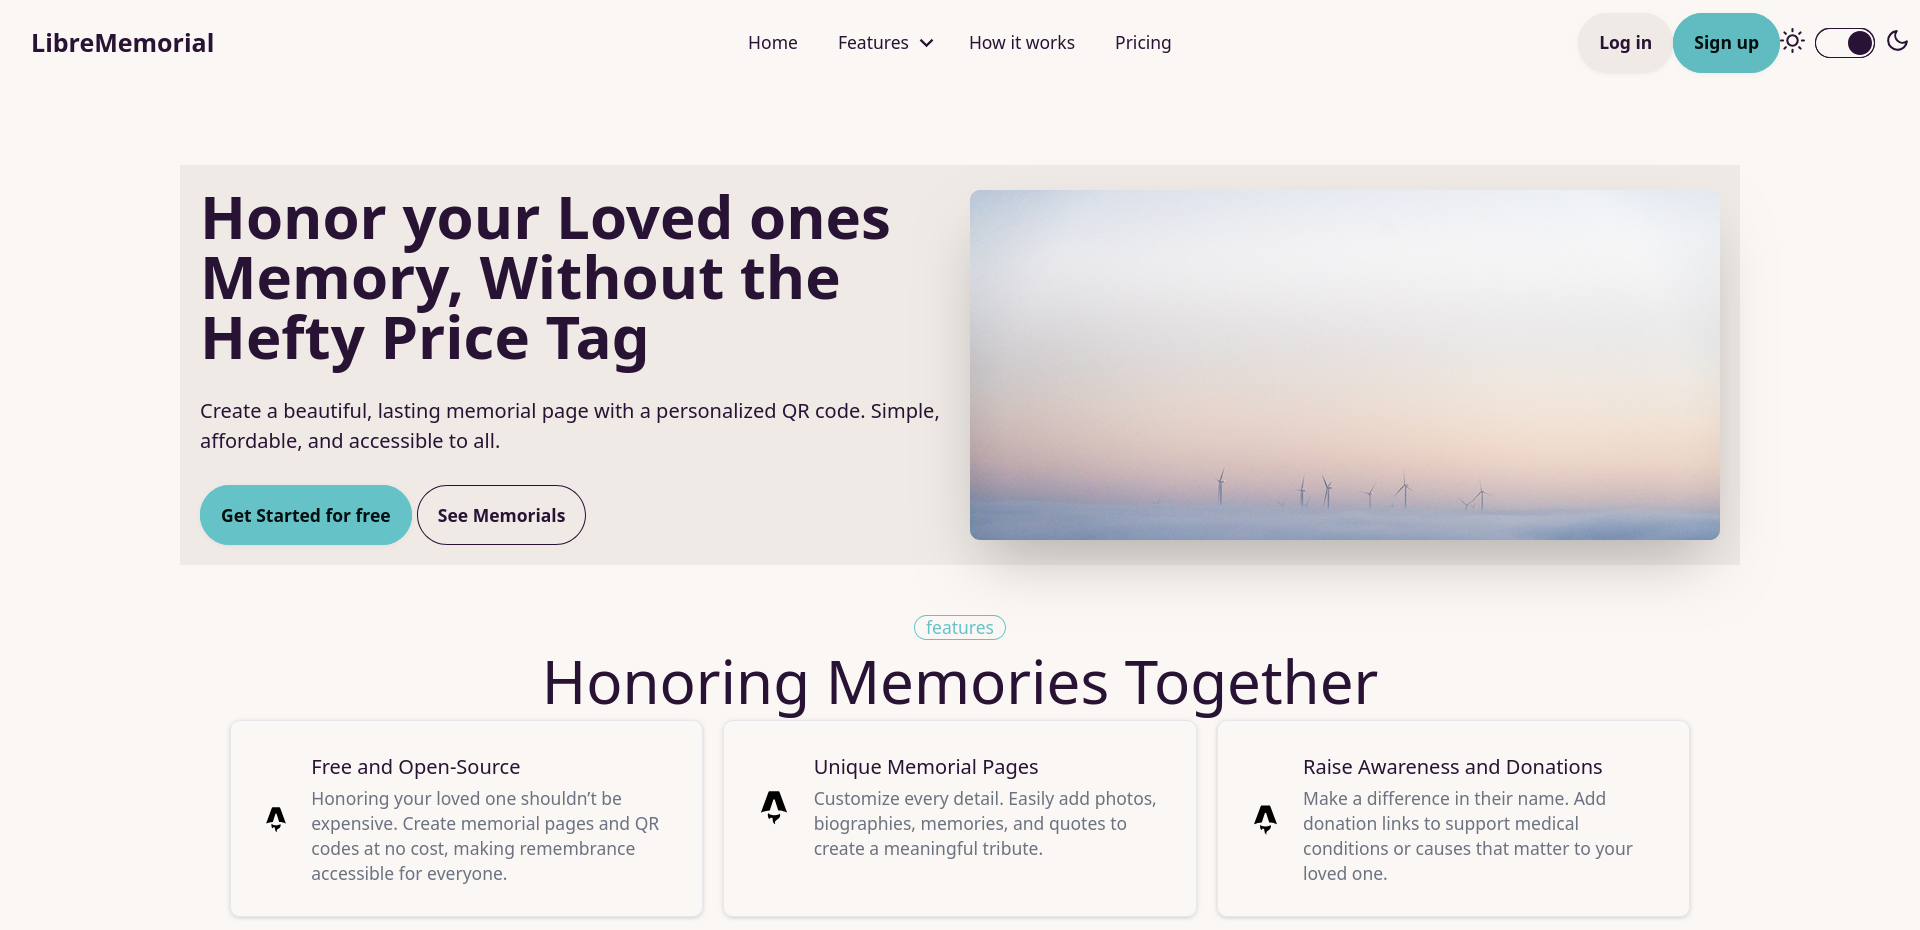 LibreMemorial
Home
Features
How it works
Pricing
Log in
Sign up
Honor your Loved ones
Memory, Without the
Hefty Price Tag
Create a beautiful, lasting memorial page with a personalized QR code. Simple,
affordable, and accessible to all.
Get Started for free
See Memorials
features
Honoring Memories Together
Free and Open-Source
Honoring your loved one shouldn’t be
expensive. Create memorial pages and QR
codes at no cost, making remembrance
accessible for everyone.
Unique Memorial Pages
Customize every detail. Easily add photos,
biographies, memories, and quotes to
create a meaningful tribute.
Raise Awareness and Donations
Make a difference in their name. Add
donation links to support medical
conditions or causes that matter to your
loved one.